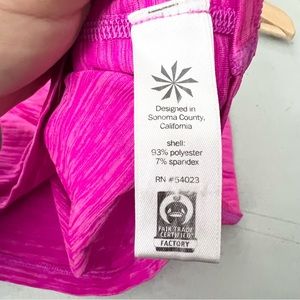 Designed in
Sonoma County,
California
shell:
93% polyester
7% spandex
RN #54023
FAIR TRADE
CERTIFIED
FACTORY